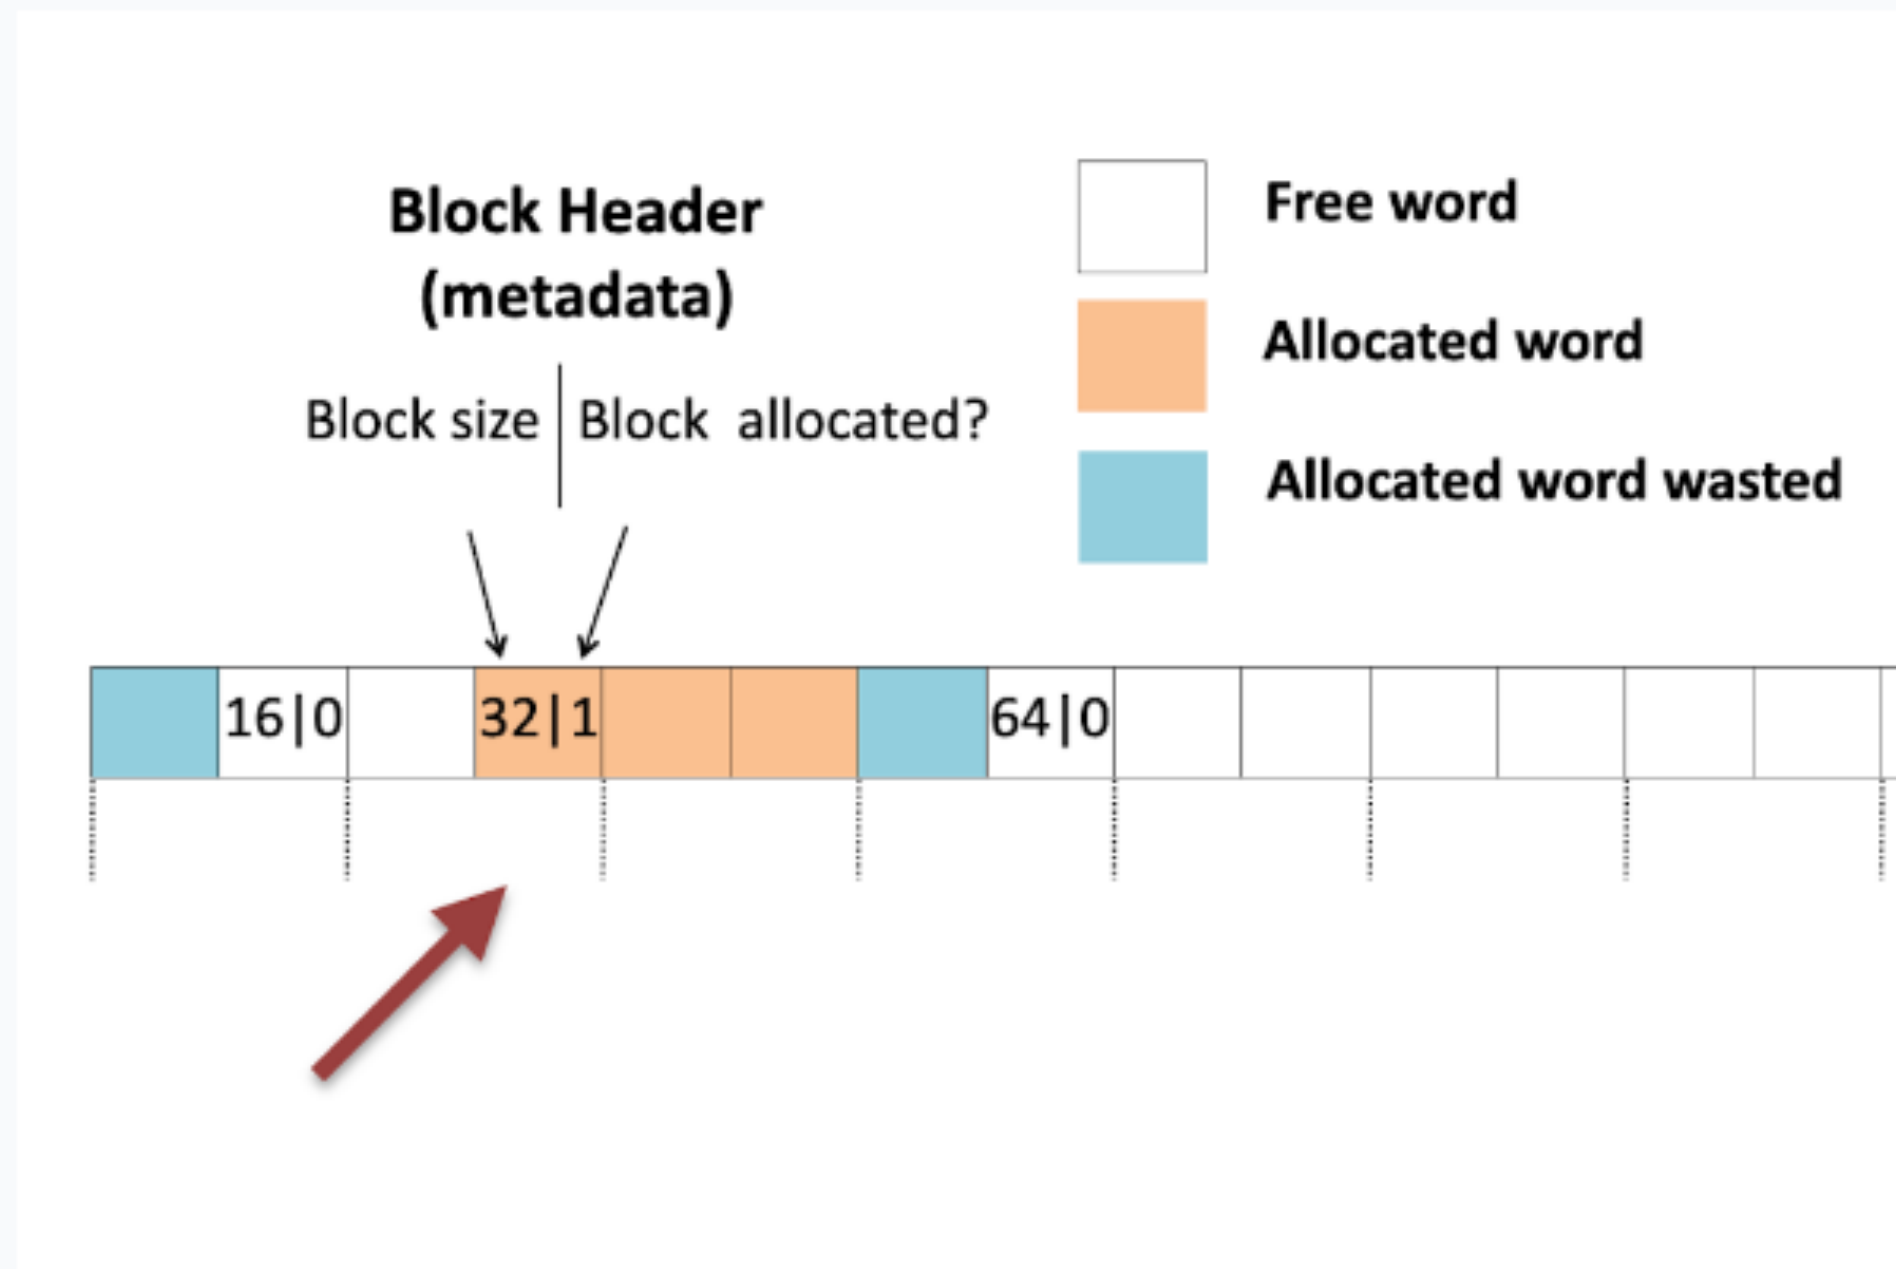 Block Header
(metadata)
Block size | Block allocated?
Free word
Allocated word
Allocated word wasted
16|0 32|1 64|0